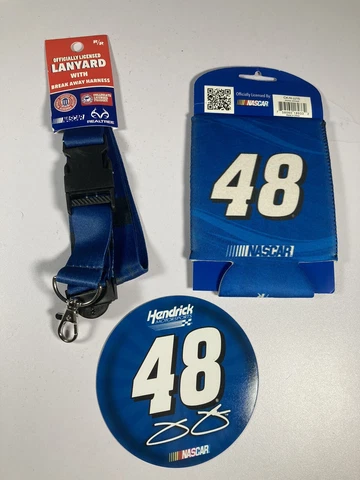 OFFICIALLY LICENSED
LANYARD
WITH
BREAK AWAY HARNESS
NASCAR
REALTREE
Officially Licensed By
NASCAR
48
NASCAR
Hendrick
MOTORSPORTS
48
NASCAR